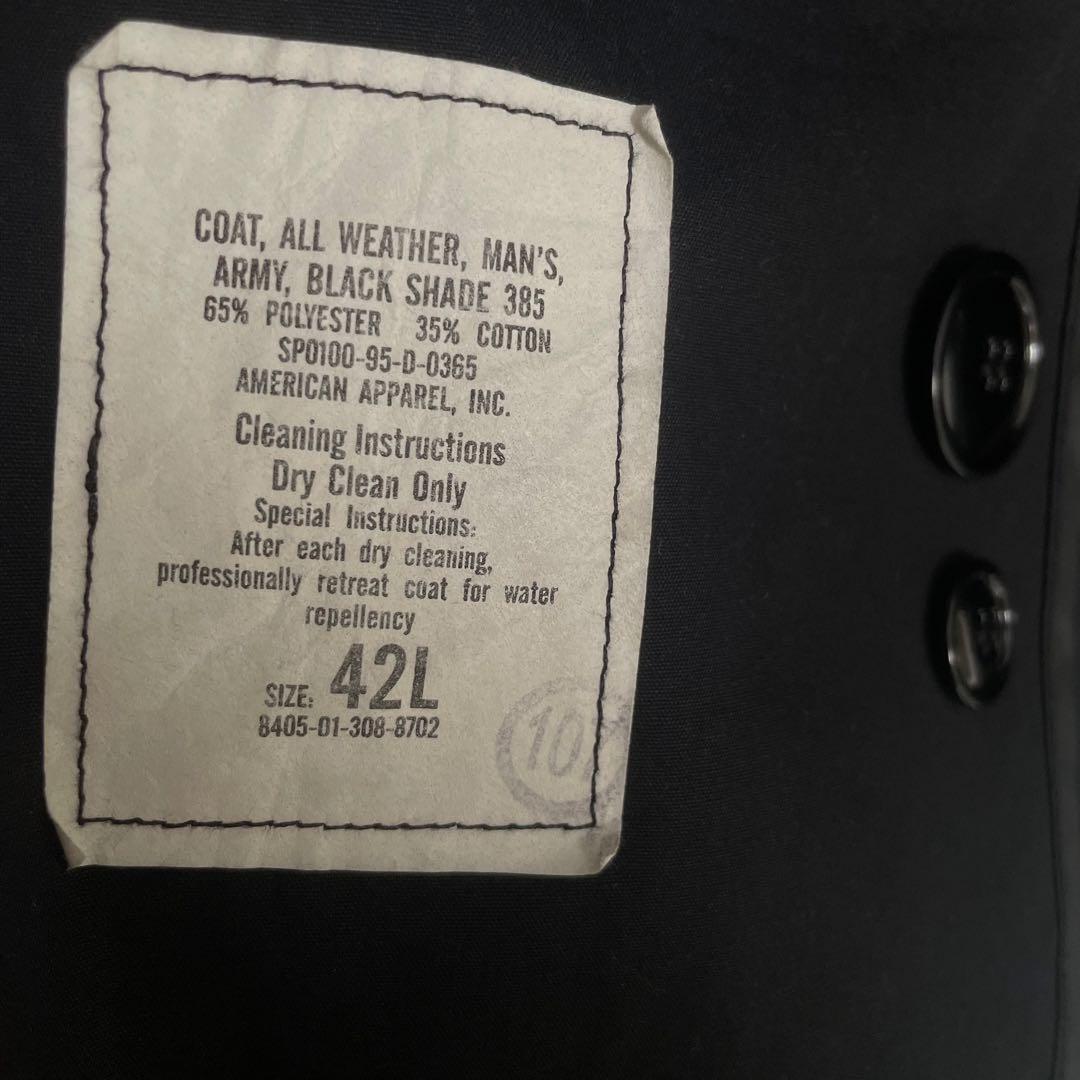 COAT, ALL WEATHER, MAN'S,
ARMY, BLACK SHADE 385
65% POLYESTER 35% COTTON
SP0100-95-D-0365
AMERICAN APPAREL, INC.
Cleaning Instructions
Dry Clean Only
Special Instructions:
After each dry cleaning,
professionally retreat coat for water
repellency
SIZE: 42L
8405-01-308-8702